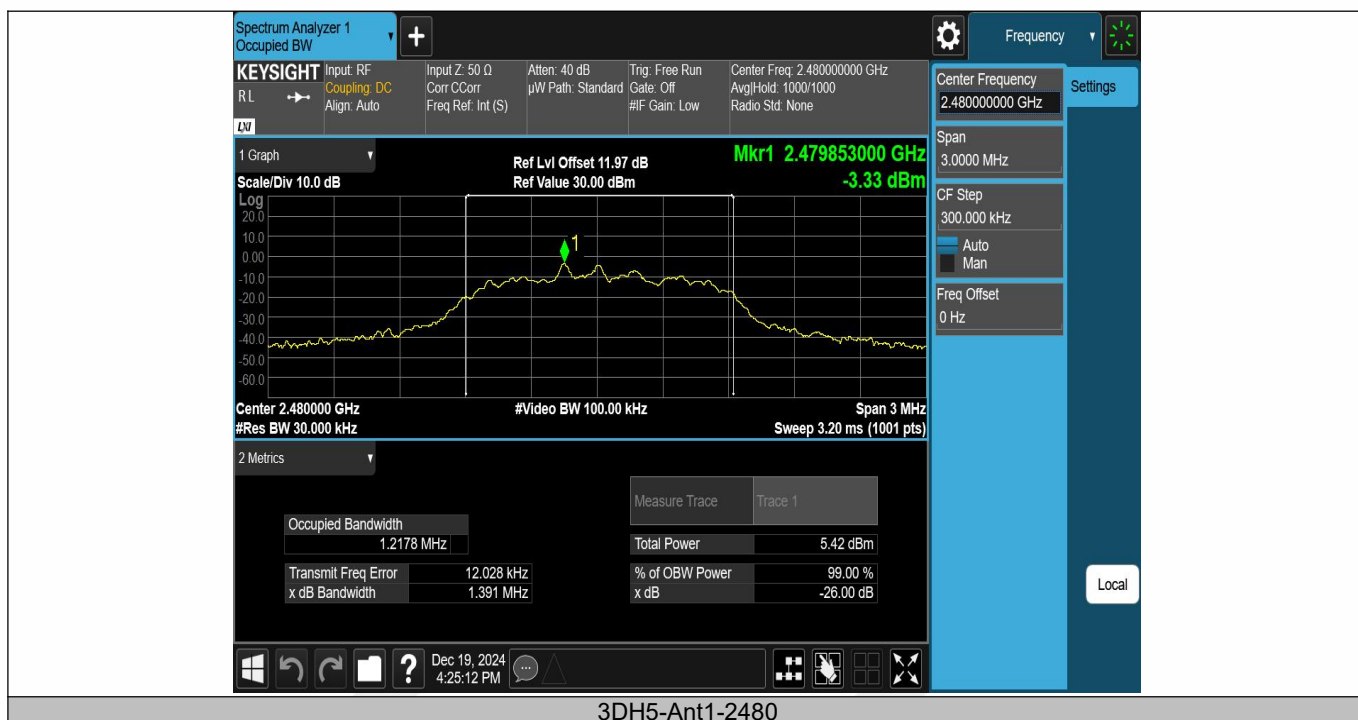 Spectrum Analyzer 1
Occupied BW
+
Frequency
KEYSIGHT
R L
LXI
Input: RF
Coupling: DC
Align: Auto
Input Z: 50 Ω
Corr CCorr
Freq Ref: Int (S)
Atten: 40 dB
µW Path: Standard
Trig: Free Run
Gate: Off
#IF Gain: Low
Center Freq: 2.480000000 GHz
Avg|Hold: 1000/1000
Radio Std: None
Center Frequency
2.480000000 GHz
Settings
Span
3.0000 MHz
CF Step
300.000 kHz
Auto
Man
Freq Offset
0 Hz
Local
1 Graph
Scale/Div 10.0 dB
Ref Lvl Offset 11.97 dB
Ref Value 30.00 dBm
Mkr1 2.479853000 GHz
-3.33 dBm
Log
20.0
10.0
0.00
-10.0
-20.0
-30.0
-40.0
-50.0
-60.0
1
Center 2.480000 GHz
#Res BW 30.000 kHz
#Video BW 100.00 kHz
Span 3 MHz
Sweep 3.20 ms (1001 pts)
2 Metrics
Measure Trace Trace 1
Occupied Bandwidth
1.2178 MHz
Total Power 5.42 dBm
Transmit Freq Error 12.028 kHz
% of OBW Power 99.00 %
x dB Bandwidth 1.391 MHz
x dB -26.00 dB
?
Dec 19, 2024
4:25:12 PM
3DH5-Ant1-2480